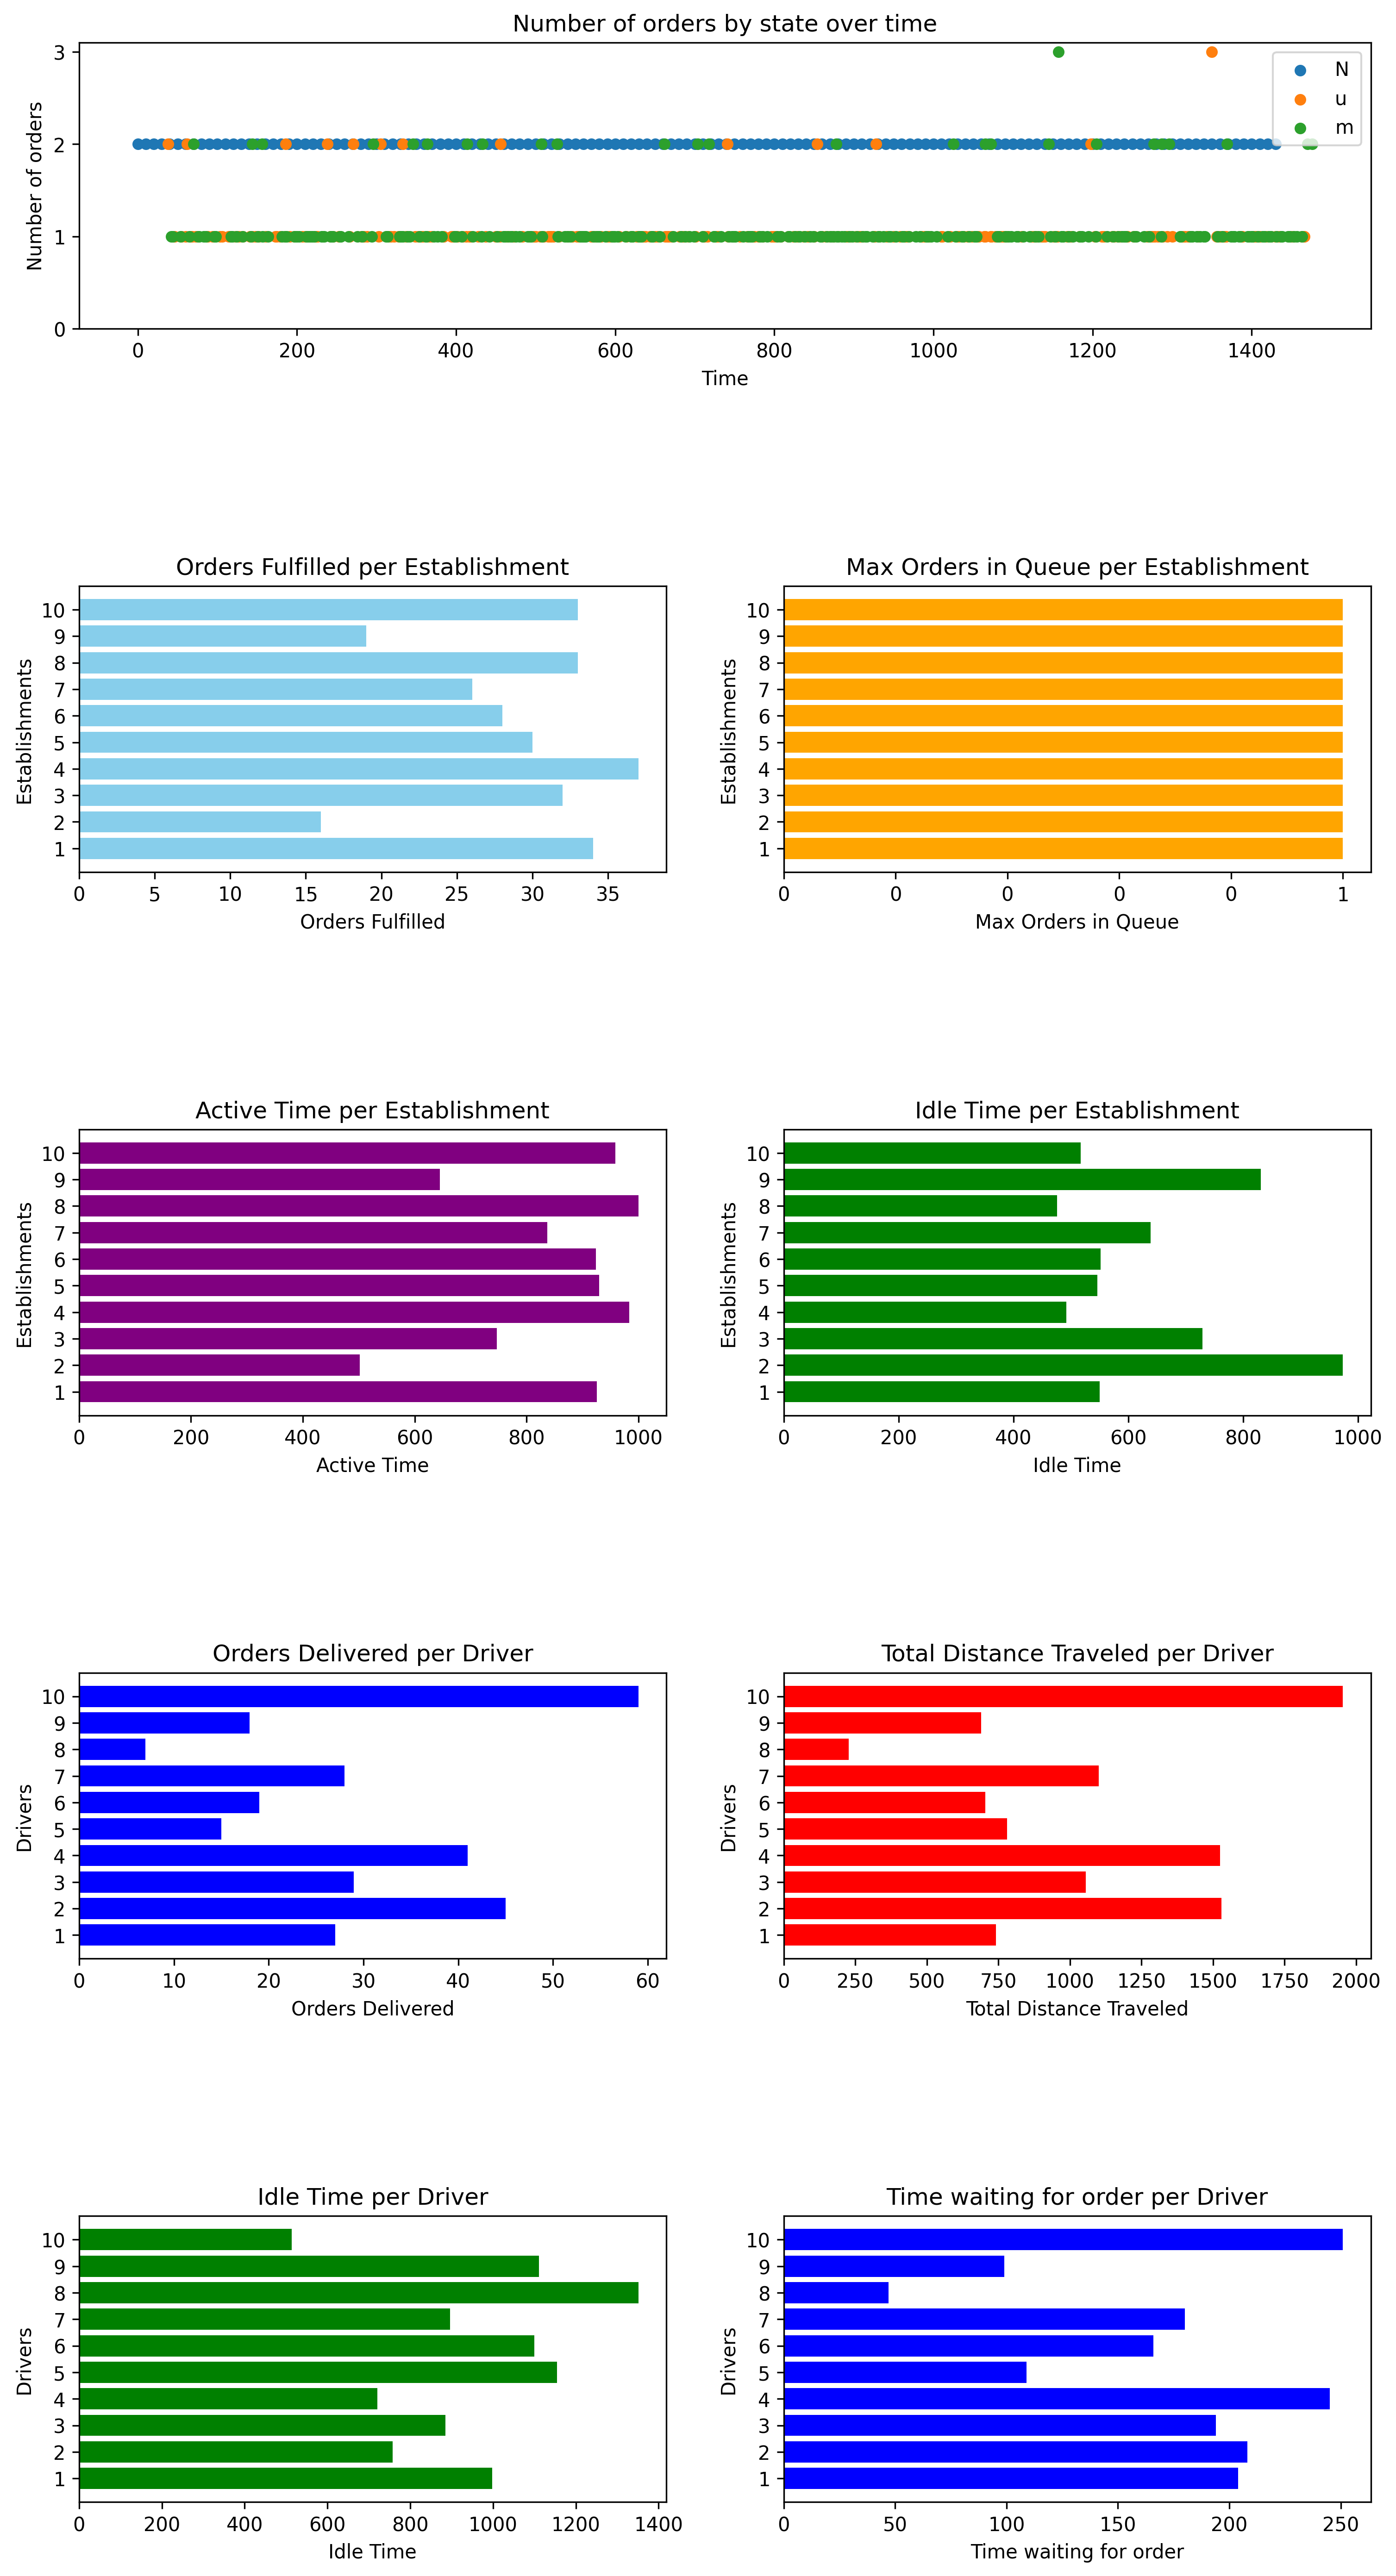 Number of orders by state over time
3
2
1
0
Number of orders
N
u
m
0 200 400 600 800 1000 1200 1400
Time
Orders Fulfilled per Establishment
10
9
8
7
6
5
4
3
2
1
Establishments
0 5 10 15 20 25 30 35
Orders Fulfilled
Max Orders in Queue per Establishment
10
9
8
7
6
5
4
3
2
1
Establishments
0 0 0 0 0 1
Max Orders in Queue
Active Time per Establishment
10
9
8
7
6
5
4
3
2
1
Establishments
0 200 400 600 800 1000
Active Time
Idle Time per Establishment
10
9
8
7
6
5
4
3
2
1
Establishments
0 200 400 600 800 1000
Idle Time
Orders Delivered per Driver
10
9
8
7
6
5
4
3
2
1
Drivers
0 10 20 30 40 50 60
Orders Delivered
Total Distance Traveled per Driver
10
9
8
7
6
5
4
3
2
1
Drivers
0 250 500 750 1000 1250 1500 1750 2000
Total Distance Traveled
Idle Time per Driver
10
9
8
7
6
5
4
3
2
1
Drivers
0 200 400 600 800 1000 1200 1400
Idle Time
Time waiting for order per Driver
10
9
8
7
6
5
4
3
2
1
Drivers
0 50 100 150 200 250
Time waiting for order